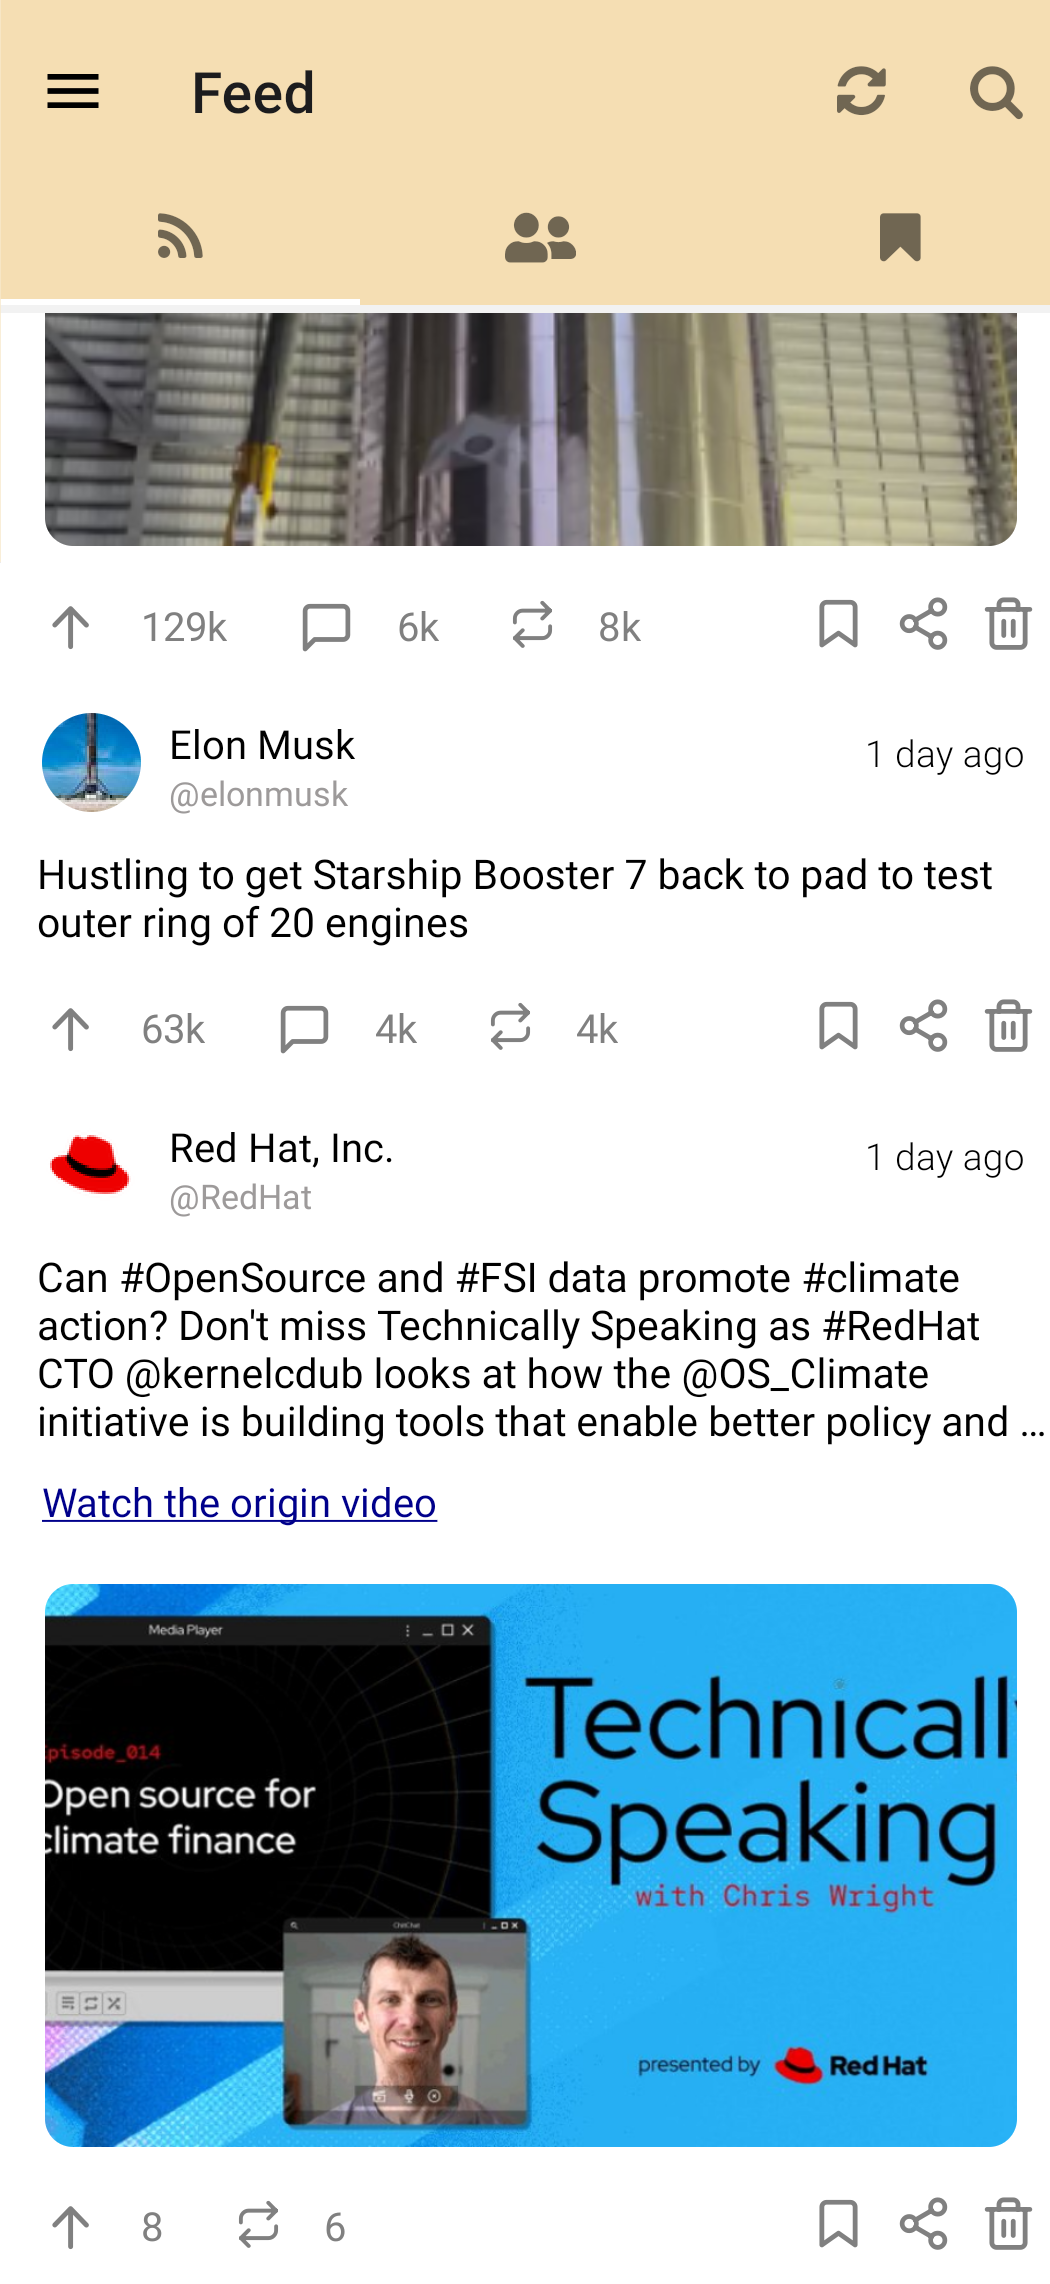 Feed
129k 6k 8k
Elon Musk
1 day ago
@elonmusk
Hustling to get Starship Booster 7 back to pad to test
outer ring of 20 engines
63k 4k 4k
Red Hat, Inc.
1 day ago
@RedHat
Can #OpenSource and #FSI data promote #climate
action? Don't miss Technically Speaking as #RedHat
CTO @kernelcdub looks at how the @OS_Climate
initiative is building tools that enable better policy and ...
Watch the origin video
Media Player
pisode_014
Open source for
climate finance
Technically
Speaking
with Chris Wright
presented by Red Hat
8 6